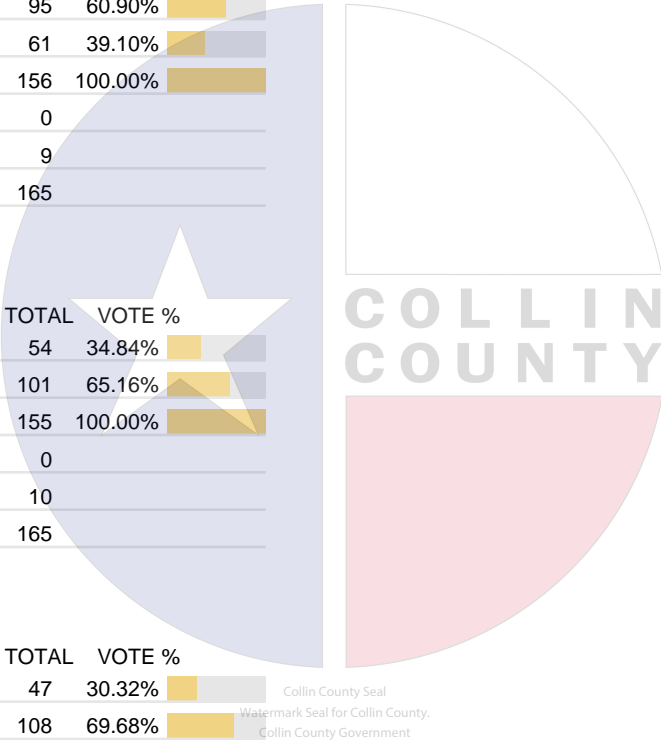 95 60.90%
61 39.10%
156 100.00%
0
9
165
TOTAL VOTE %
54 34.84%
101 65.16%
155 100.00%
0
10
165
TOTAL VOTE %
47 30.32%
108 69.68%
COLLIN
COUNTY
Collin County Seal
Watermark Seal for Collin County.
Collin County Government